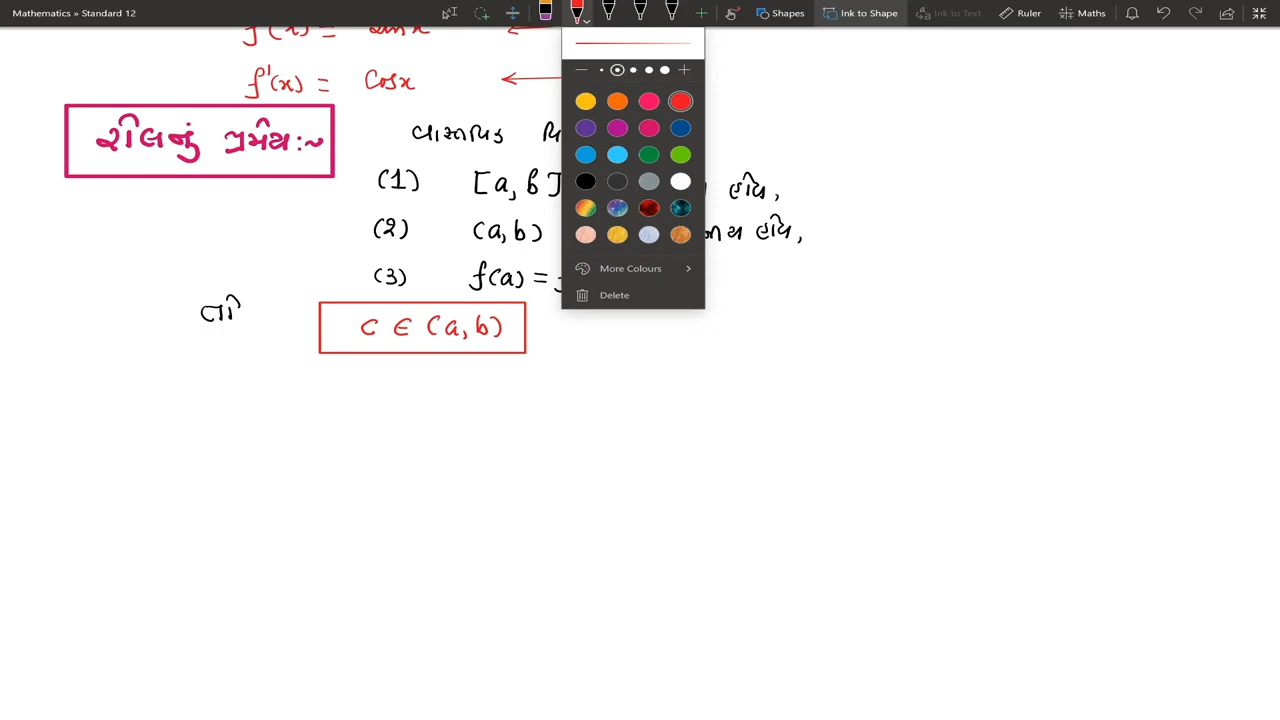 Mathematics » Standard 12
Shapes Ink to Shape Ink to Text Ruler Maths
f'(x) = cosx
રોલનું પ્રમેય :~
વાસ્તવિક વિ
(1) [a, b] હોય,
(2) (a, b) હોય,
(3) f(a) =
More Colours
Delete
તો
c ∈ (a, b)